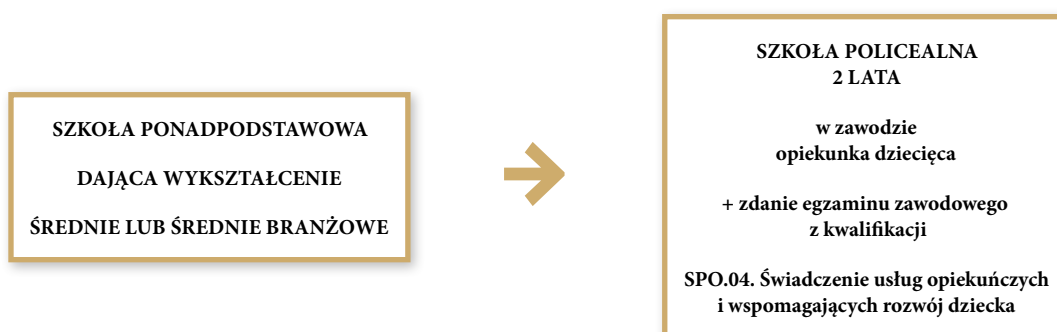 SZKOŁA PONADPODSTAWOWA
DAJĄCA WYKSZTAŁCENIE
ŚREDNIE LUB ŚREDNIE BRANŻOWE
SZKOŁA POLICEALNA
2 LATA
w zawodzie
opiekunka dziecięca
+ zdanie egzaminu zawodowego
z kwalifikacji
SPO.04. Świadczenie usług opiekuńczych
i wspomagających rozwój dziecka